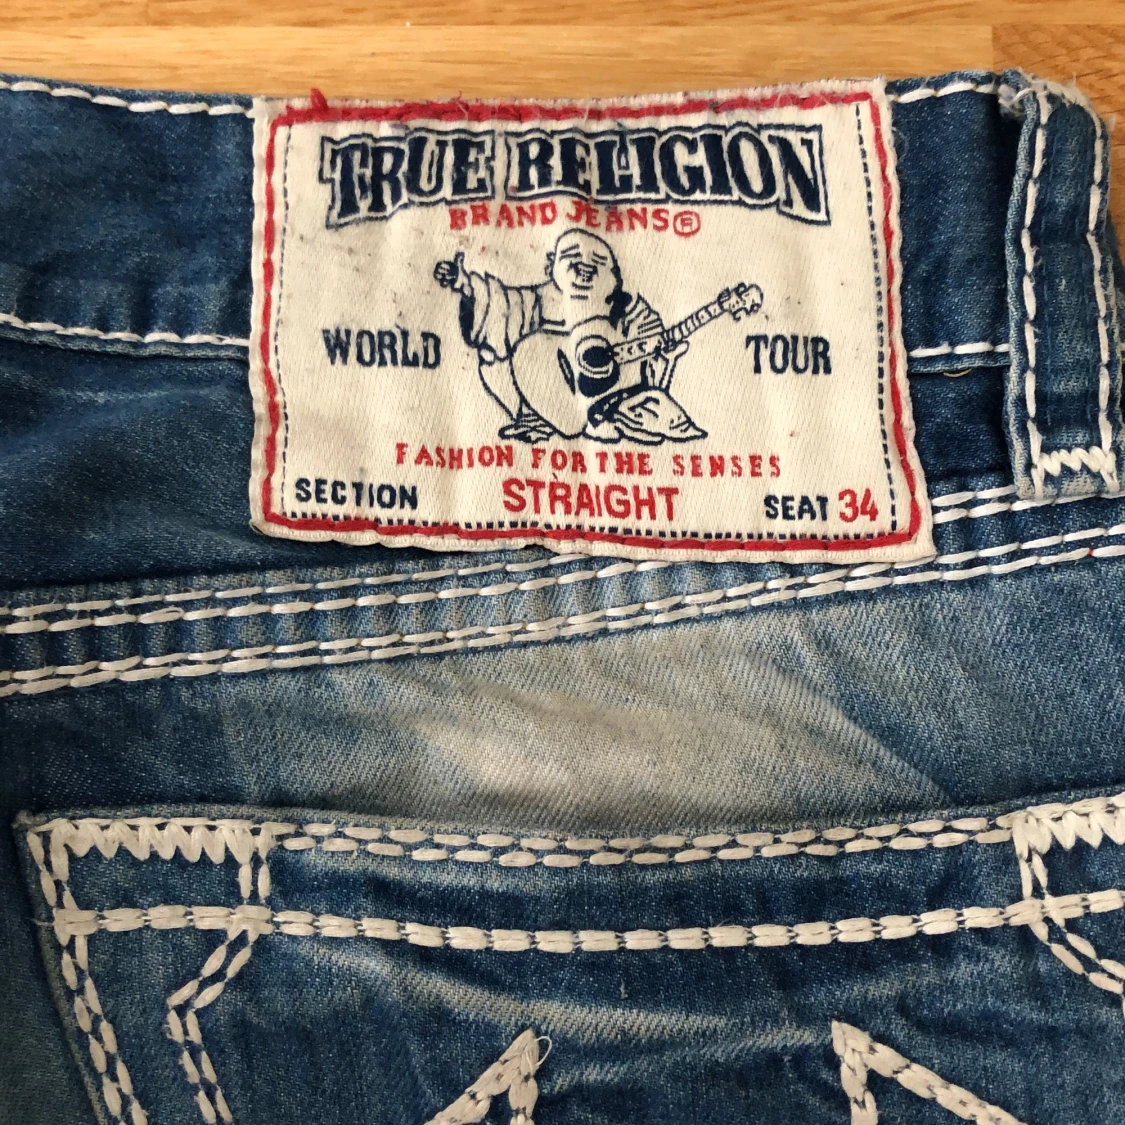 TRUE RELIGION
BRAND JEANS®
WORLD TOUR
FASHION FOR THE SENSES
SECTION STRAIGHT SEAT 34